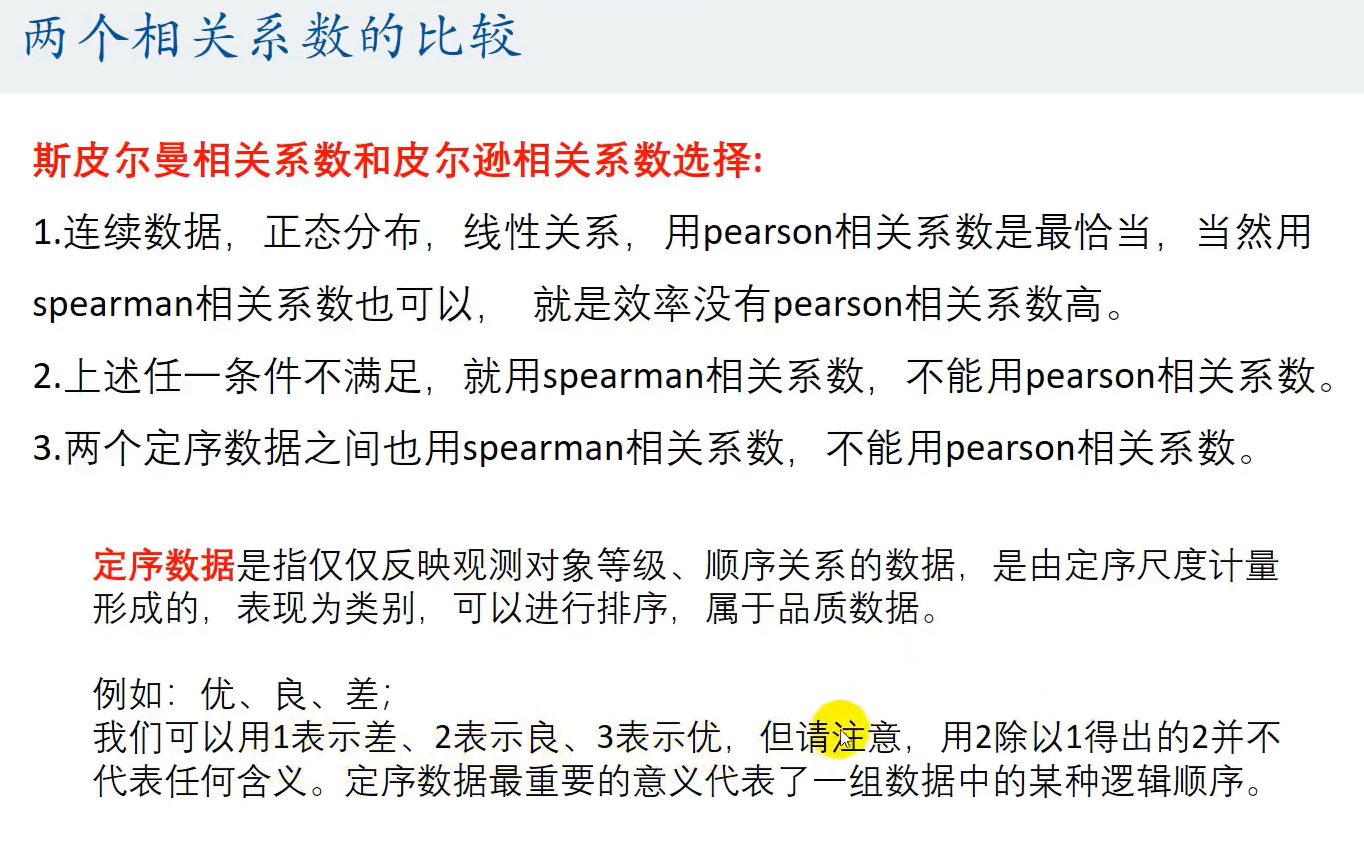 两个相关系数的比较
斯皮尔曼相关系数和皮尔逊相关系数选择:
1.连续数据，正态分布，线性关系，用pearson相关系数是最恰当，当然用
spearman相关系数也可以， 就是效率没有pearson相关系数高。
2.上述任一条件不满足，就用spearman相关系数，不能用pearson相关系数。
3.两个定序数据之间也用spearman相关系数，不能用pearson相关系数。
定序数据是指仅仅反映观测对象等级、顺序关系的数据，是由定序尺度计量
形成的，表现为类别，可以进行排序，属于品质数据。
例如：优、良、差；
我们可以用1表示差、2表示良、3表示优，但请注意，用2除以1得出的2并不
代表任何含义。定序数据最重要的意义代表了一组数据中的某种逻辑顺序。